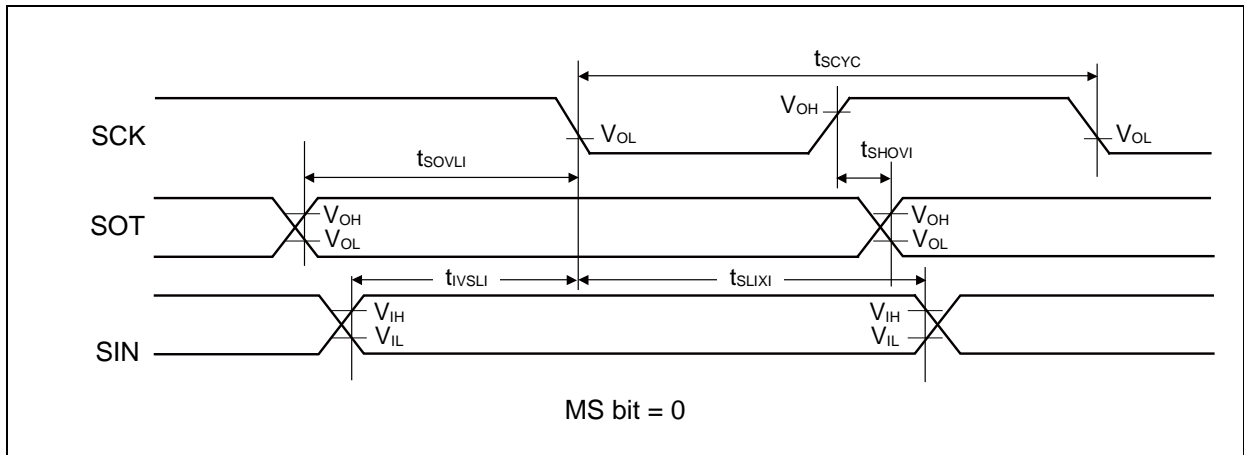 tSCYC
VOH
SCK
VOL
VOL
tSOVLI
tSHOVI
SOT
VOH
VOL
VOH
VOL
tIVSLI
tSLIXI
SIN
VIH
VIL
VIH
VIL
MS bit = 0